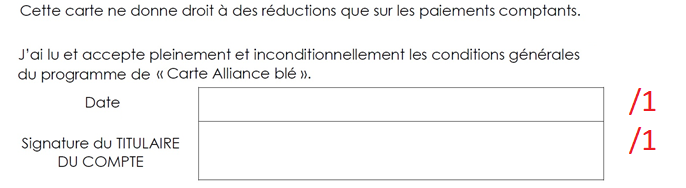 Cette carte ne donne droit à des réductions que sur les paiements comptants.
J'ai lu et accepte pleinement et inconditionnellement les conditions générales
du programme de « Carte Alliance blé ».
Date
/1
Signature du TITULAIRE
DU COMPTE
/1